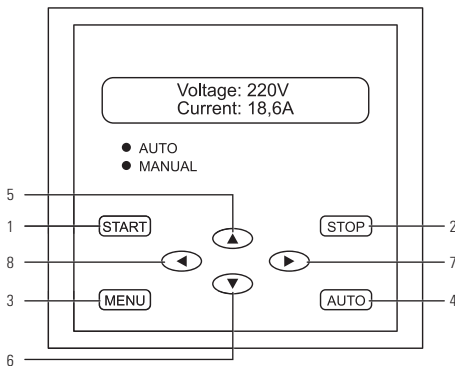 Voltage: 220V
Current: 18,6A
AUTO
MANUAL
5
1 START STOP 2
8 7
3 MENU AUTO 4
6